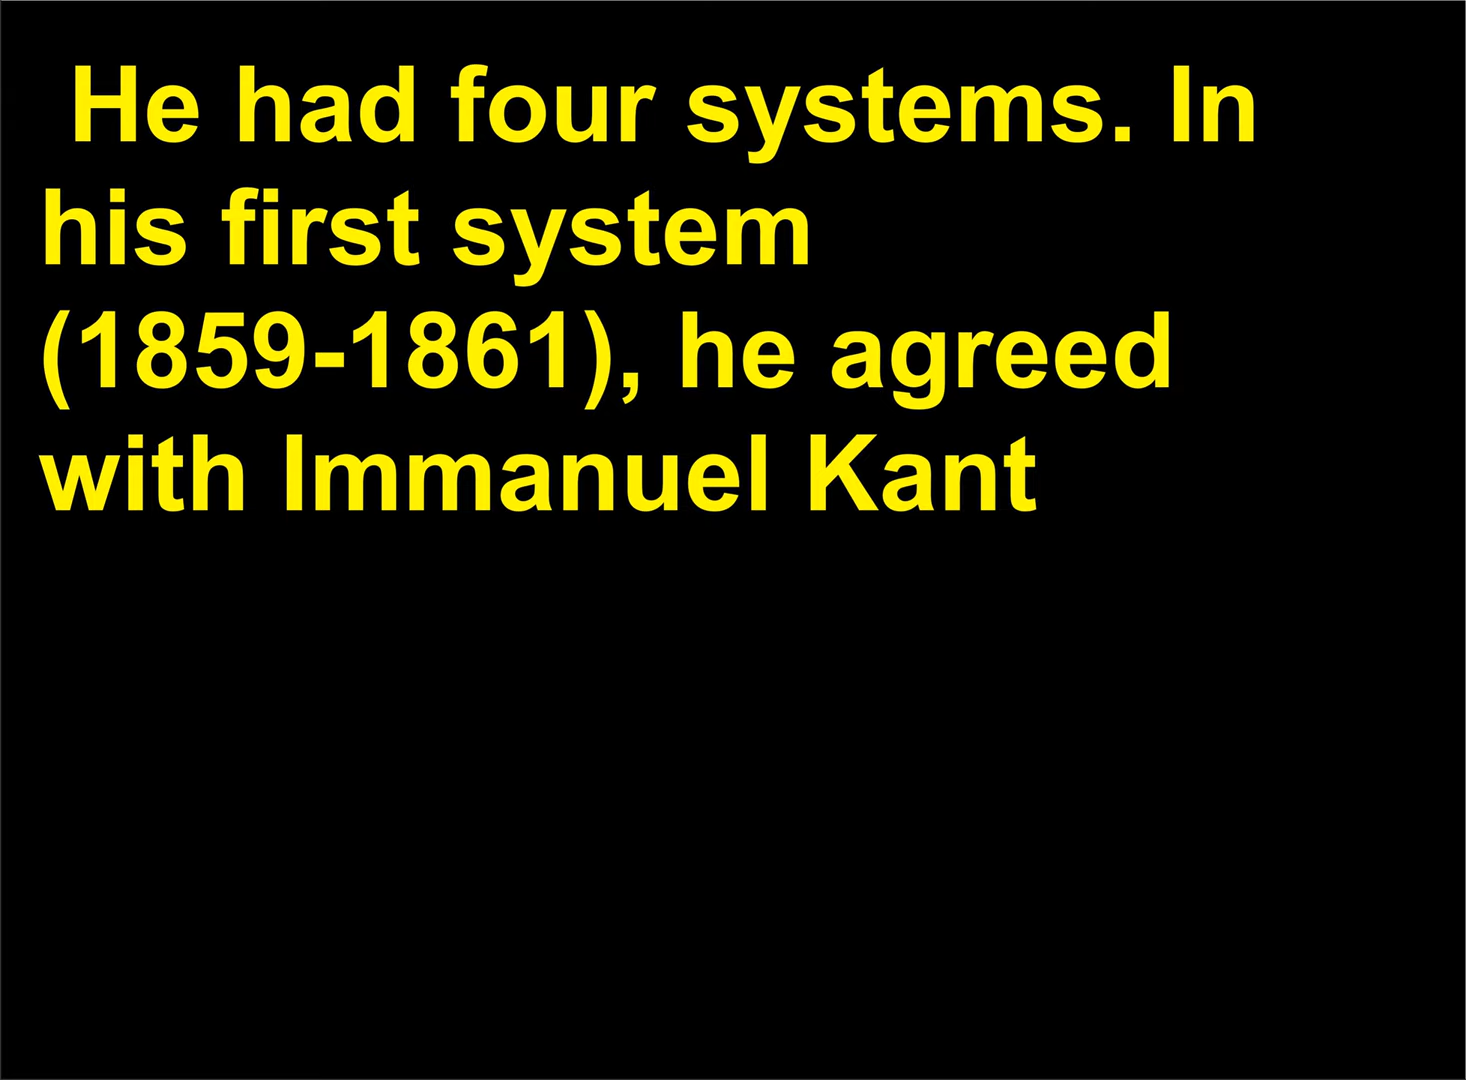 He had four systems. In
his first system
(1859-1861), he agreed
with Immanuel Kant